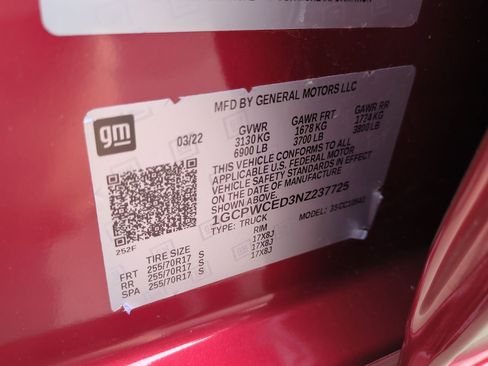 gm
MFD BY GENERAL MOTORS LLC
03/22
GVWR GAWR FRT GAWR RR
3130 KG 1678 KG 1724 KG
6900 LB 3700 LB 3800 LB
THIS VEHICLE CONFORMS TO ALL
APPLICABLE U.S. FEDERAL MOTOR
VEHICLE SAFETY STANDARDS IN
EFFECT ON THE DATE OF MANUFACTURE
SHOWN ABOVE.
1GCPWCED3NZ237725
TYPE: TRUCK MODEL:
252F
TIRE SIZE RIM
FRT 255/70R17 S 17X8J
RR 255/70R17 S 17X8J
SPA 255/70R17 S 17X8J